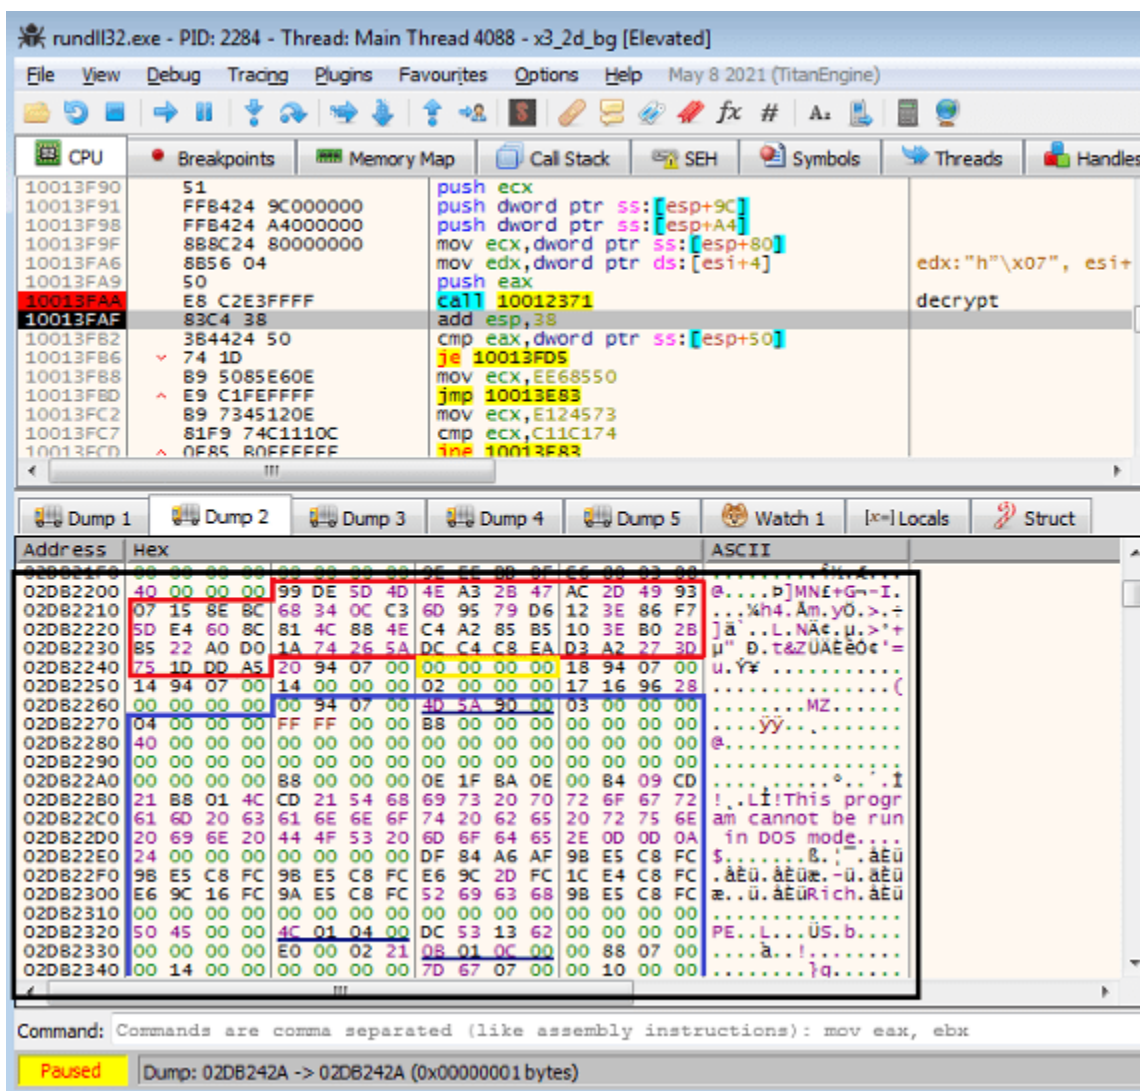 rundll32.exe - PID: 2284 - Thread: Main Thread 4088 - x3_2d_bg [Elevated]
File View Debug Tracing Plugins Favourites Options Help May 8 2021 (TitanEngine)
CPU Breakpoints Memory Map Call Stack SEH Symbols Threads Handles
10013F90 51 push ecx
10013F91 FFB424 9C000000 push dword ptr ss:[esp+9C]
10013F98 FFB424 A4000000 push dword ptr ss:[esp+A4]
10013F9F 8B8C24 80000000 mov ecx,dword ptr ss:[esp+80]
10013FA6 8B56 04 mov edx,dword ptr ds:[esi+4] edx:"h"\x07", esi+
10013FA9 50 push eax
10013FAA E8 C2E3FFFF call 10012371 decrypt
10013FAF 83C4 38 add esp,38
10013FB2 3B4424 50 cmp eax,dword ptr ss:[esp+50]
10013FB6 74 1D je 10013FD5
10013FB8 B9 5085E60E mov ecx,EE68550
10013FBD E9 C1FEFFFF jmp 10013E83
10013FC2 B9 7345120E mov ecx,E124573
10013FC7 81F9 74C1110C cmp ecx,C11C174
10013FCD 0F85 B0FEFFFF jne 10013E83
Dump 1 Dump 2 Dump 3 Dump 4 Dump 5 Watch 1 [x=] Locals Struct
Address Hex ASCII
02DB2200 40 00 00 00 99 DE 5D 4D 4E A3 2B 47 AC 2D 49 93 @....Þ]MN£+G¬-I.
02DB2210 07 15 8E BC 68 34 0C C3 6D 95 79 D6 12 3E 86 F7 ...¼h4.Ãm.yÖ.>.÷
02DB2220 5D E4 60 8C 81 4C 88 4E C4 A2 85 B5 10 3E B0 2B ]ä`..L.NÄ¢.µ.>°+
02DB2230 B5 22 A0 D0 1A 74 26 5A DC C4 C8 EA D3 A2 27 3D µ" Ð.t&ZÜÄÈêÓ¢'=
02DB2240 75 1D DD A5 20 94 07 00 00 00 00 00 18 94 07 00 u.Ý¥ ...........
02DB2250 14 94 07 00 14 00 00 00 02 00 00 00 17 16 96 28 ...............(
02DB2260 00 00 00 00 00 94 07 00 4D 5A 90 00 03 00 00 00 ........MZ......
02DB2270 04 00 00 00 FF FF 00 00 B8 00 00 00 00 00 00 00 ....ÿÿ..¸.......
02DB2280 40 00 00 00 00 00 00 00 00 00 00 00 00 00 00 00 @...............
02DB2290 00 00 00 00 00 00 00 00 00 00 00 00 00 00 00 00 ................
02DB22A0 00 00 00 00 B8 00 00 00 0E 1F BA 0E 00 B4 09 CD ....¸.....º..´.Í
02DB22B0 21 B8 01 4C CD 21 54 68 69 73 20 70 72 6F 67 72 !¸.LÍ!This progr
02DB22C0 61 6D 20 63 61 6E 6E 6F 74 20 62 65 20 72 75 6E am cannot be run
02DB22D0 20 69 6E 20 44 4F 53 20 6D 6F 64 65 2E 0D 0D 0A in DOS mode....
02DB22E0 24 00 00 00 00 00 00 00 DF 84 A6 AF 9B E5 C8 FC $.......ß.¦¯.åÈü
02DB22F0 9B E5 C8 FC 9B E5 C8 FC E6 9C 2D FC 1C E4 C8 FC .åÈü.åÈüæ.-ü.äÈü
02DB2300 E6 9C 16 FC 9A E5 C8 FC 52 69 63 68 9B E5 C8 FC æ..ü.åÈüRich.åÈü
02DB2310 00 00 00 00 00 00 00 00 00 00 00 00 00 00 00 00 ................
02DB2320 50 45 00 00 4C 01 04 00 DC 53 13 62 00 00 00 00 PE..L...ÜS.b....
02DB2330 00 00 00 00 E0 00 02 21 0B 01 0C 00 00 88 07 00 ....à..!........
02DB2340 00 14 00 00 00 00 00 00 7D 67 07 00 00 10 00 00 ........}g......
Command: Commands are comma separated (like assembly instructions): mov eax, ebx
Paused Dump: 02DB242A -> 02DB242A (0x00000001 bytes)